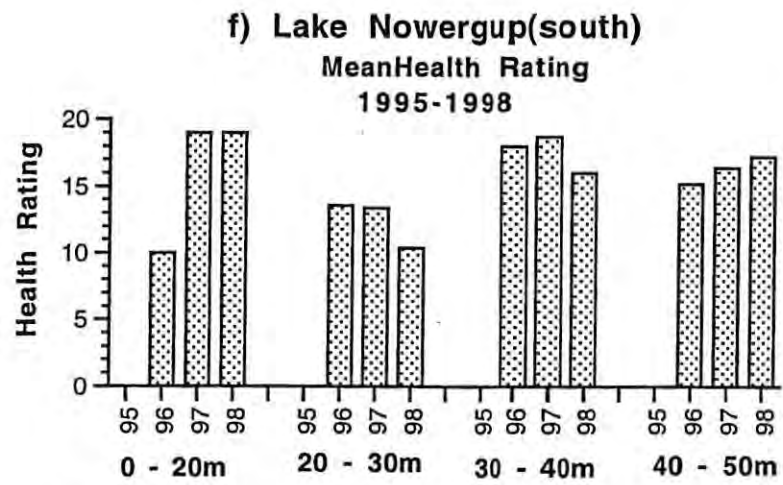 f) Lake Nowergup(south)
MeanHealth Rating
1995-1998
Health Rating
20
15
10
5
0
95 96 97 98 95 96 97 98 95 96 97 98 95 96 97 98
0 - 20m 20 - 30m 30 - 40m 40 - 50m